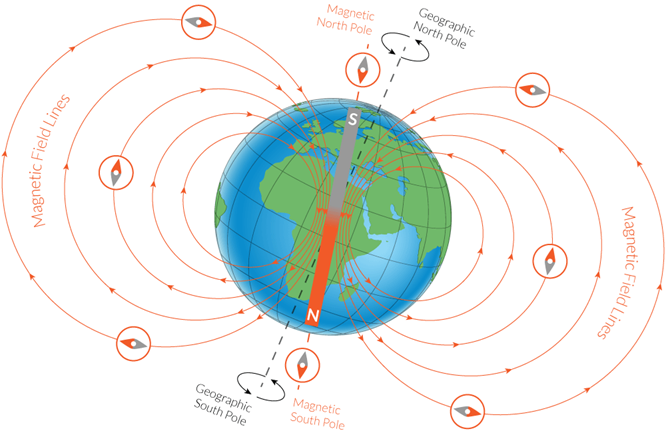 Magnetic
North Pole
Geographic
North Pole
Magnetic Field Lines
S
Magnetic Field Lines
N
Geographic
South Pole
Magnetic
South Pole